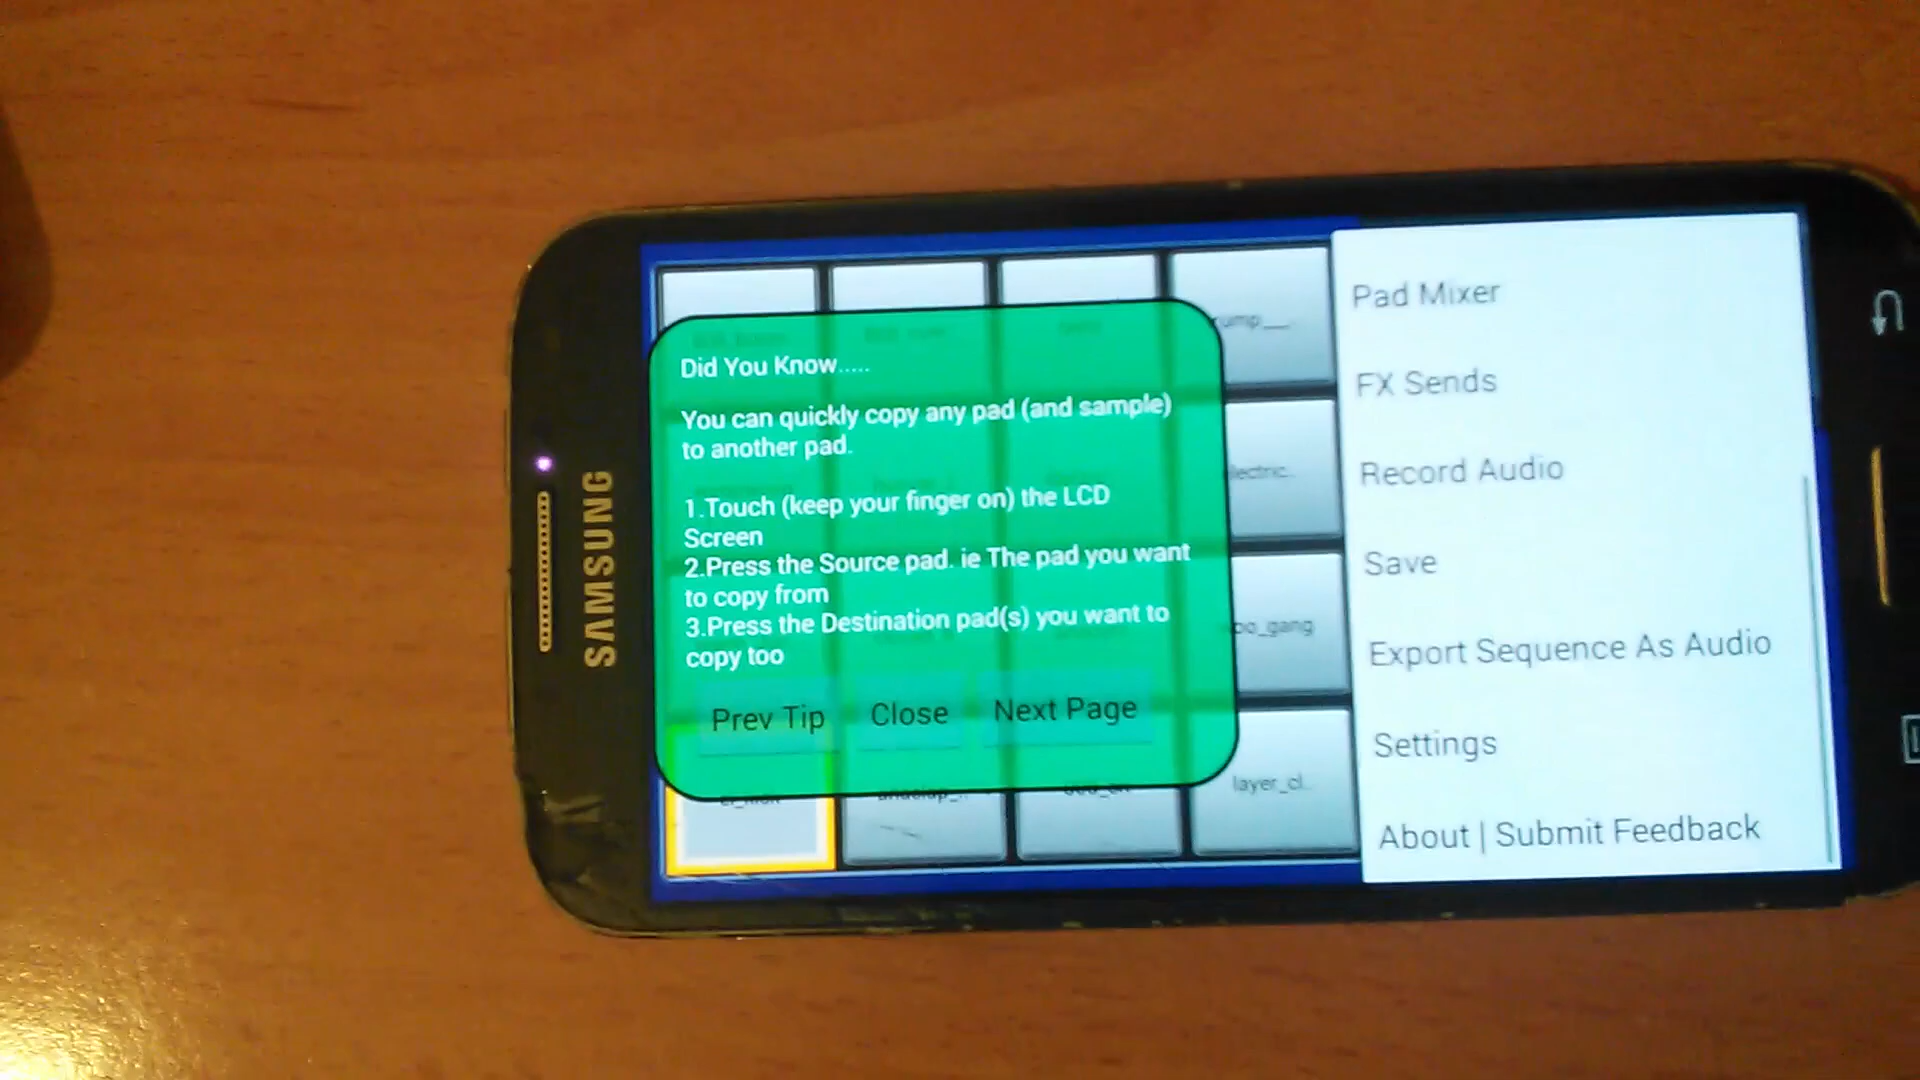 SAMSUNG
Did You Know.....
You can quickly copy any pad (and sample)
to another pad.
1.Touch (keep your finger on) the LCD
Screen
2.Press the Source pad. ie The pad you want
to copy from
3.Press the Destination pad(s) you want to
copy too
Prev Tip Close Next Page
layer_cl..
Pad Mixer
FX Sends
Record Audio
Save
Export Sequence As Audio
Settings
About | Submit Feedback